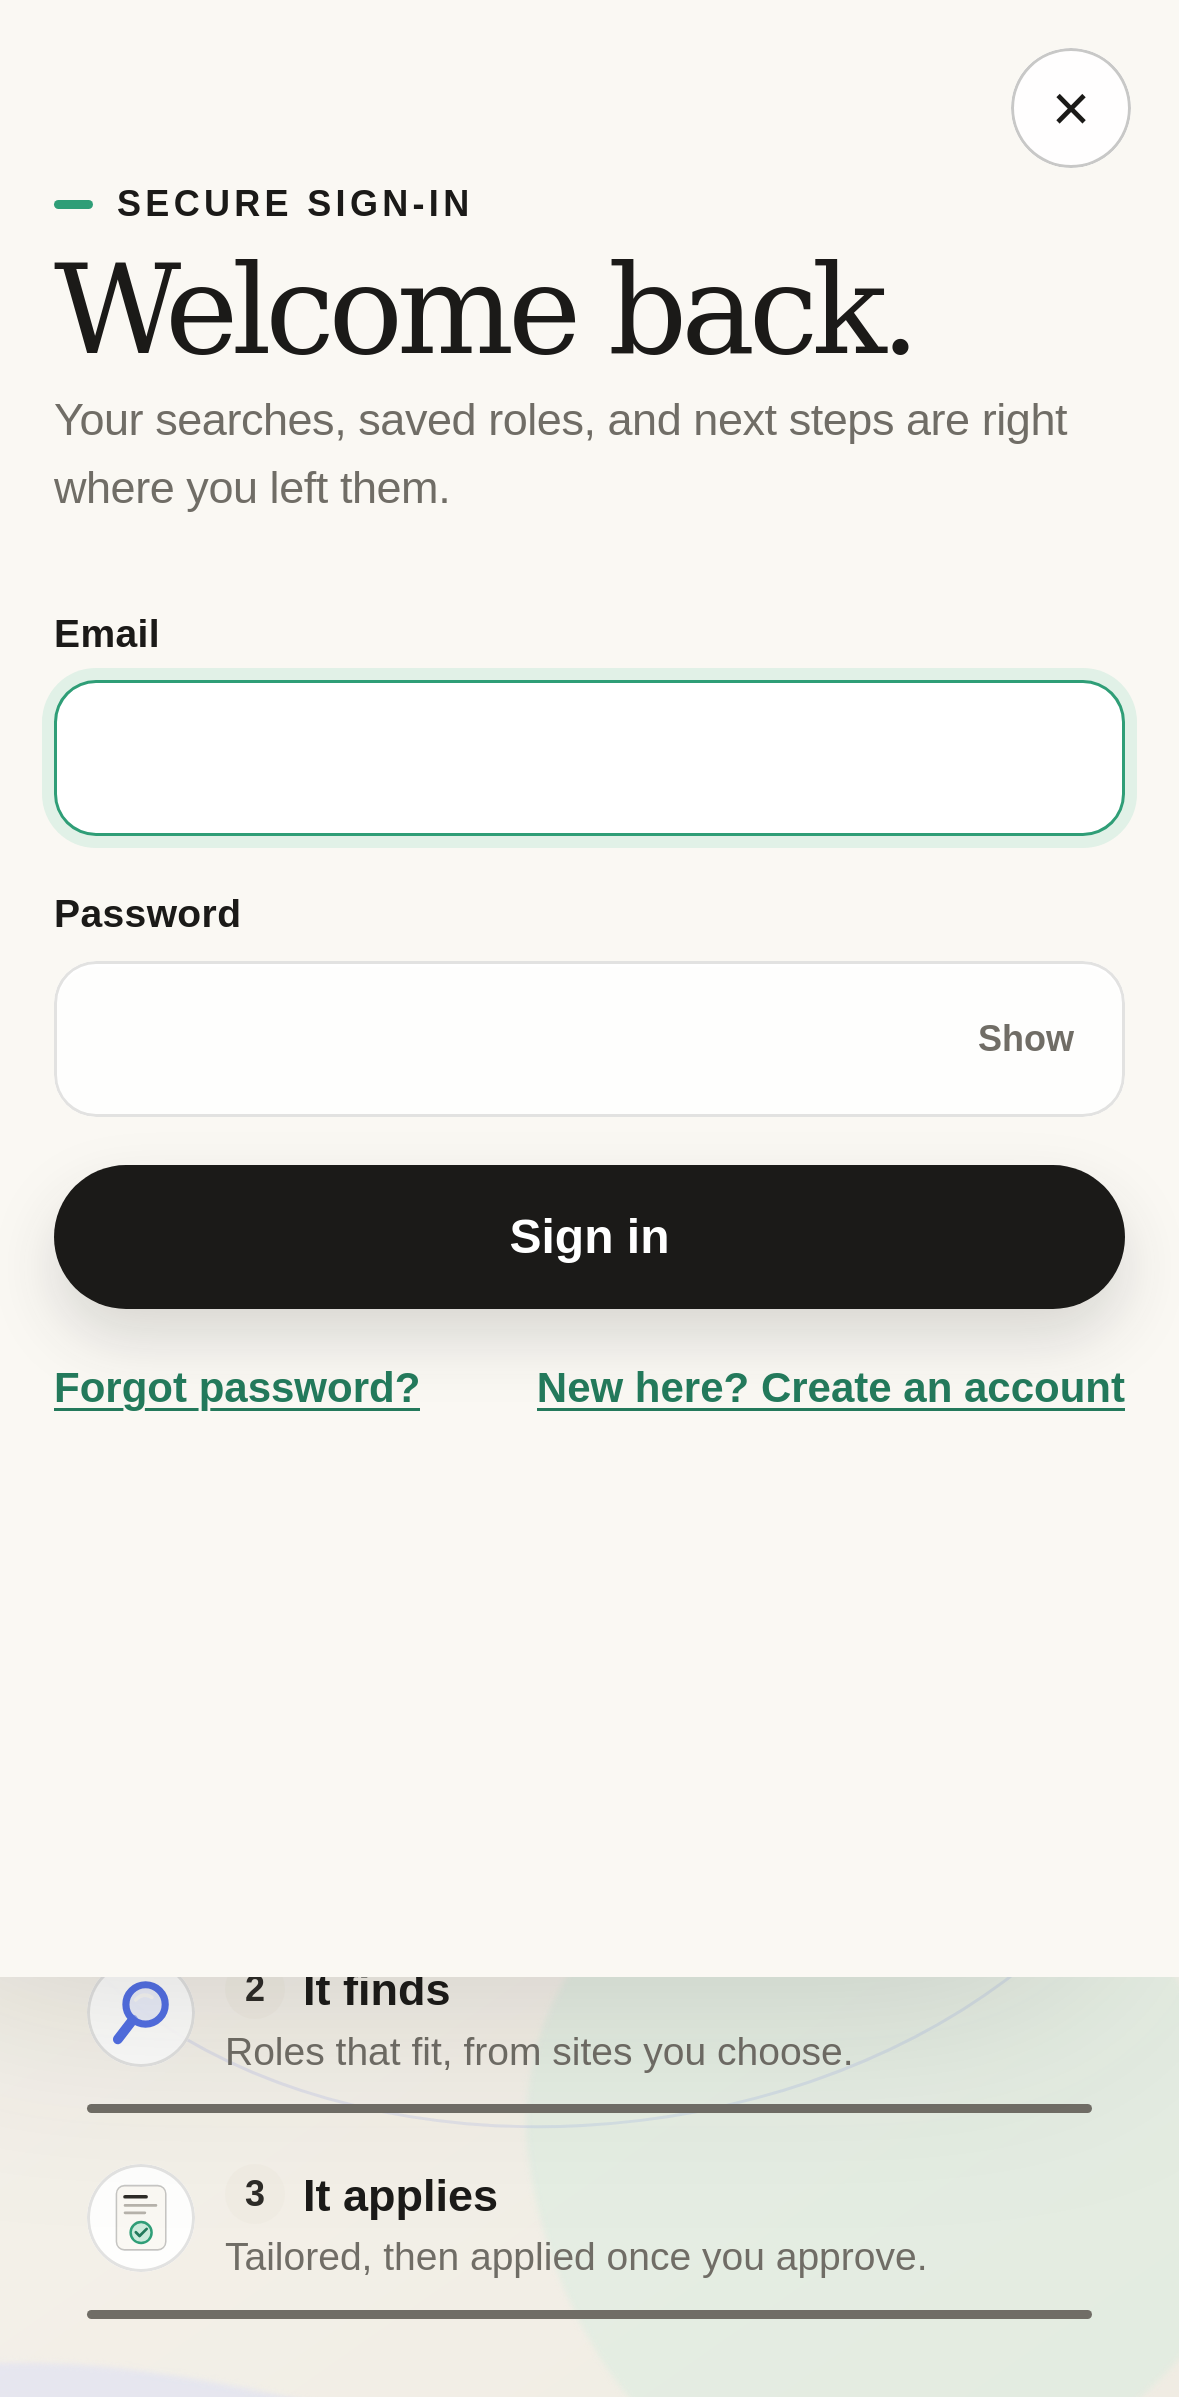 SECURE SIGN-IN
Welcome back.
Your searches, saved roles, and next steps are right
where you left them.
Email
Password
Show
Sign in
Forgot password?
New here? Create an account
2 It finds
Roles that fit, from sites you choose.
3 It applies
Tailored, then applied once you approve.